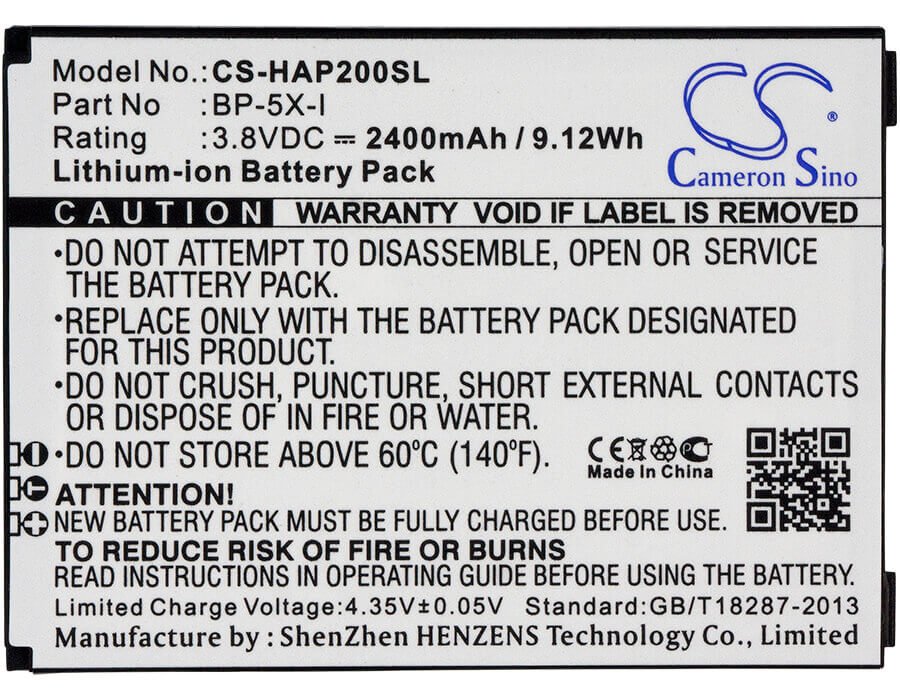 Model No.: CS-HAP200SL
Part No : BP-5X-I
Rating : 3.8VDC ⎓ 2400mAh / 9.12Wh
Lithium-ion Battery Pack
CS ®
Cameron Sino
CAUTION WARRANTY VOID IF LABEL IS REMOVED
•DO NOT ATTEMPT TO DISASSEMBLE, OPEN OR SERVICE
THE BATTERY PACK.
•REPLACE ONLY WITH THE BATTERY PACK DESIGNATED
FOR THIS PRODUCT.
•DO NOT CRUSH, PUNCTURE, SHORT EXTERNAL CONTACTS
OR DISPOSE OF IN FIRE OR WATER.
•DO NOT STORE ABOVE 60℃ (140℉).
CE
Made in China
ATTENTION!
NEW BATTERY PACK MUST BE FULLY CHARGED BEFORE USE.
TO REDUCE RISK OF FIRE OR BURNS
READ INSTRUCTIONS IN OPERATING GUIDE BEFORE USING THE BATTERY.
Limited Charge Voltage:4.35V±0.05V Standard:GB/T18287-2013
Manufacture by : ShenZhen HENZENS Technology Co., Limited